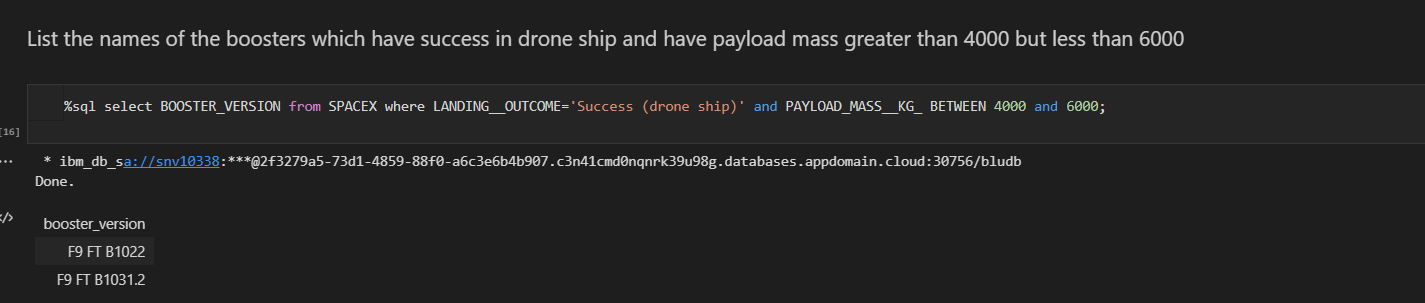 List the names of the boosters which have success in drone ship and have payload mass greater than 4000 but less than 6000
%sql select BOOSTER_VERSION from SPACEX where LANDING__OUTCOME='Success (drone ship)' and PAYLOAD_MASS__KG_ BETWEEN 4000 and 6000;
[16]
... * ibm_db_sa://snv10338:***@2f3279a5-73d1-4859-88f0-a6c3e6b4b907.c3n41cmd0nqnrk39u98g.databases.appdomain.cloud:30756/bludb
Done.
</> booster_version
F9 FT B1022
F9 FT B1031.2